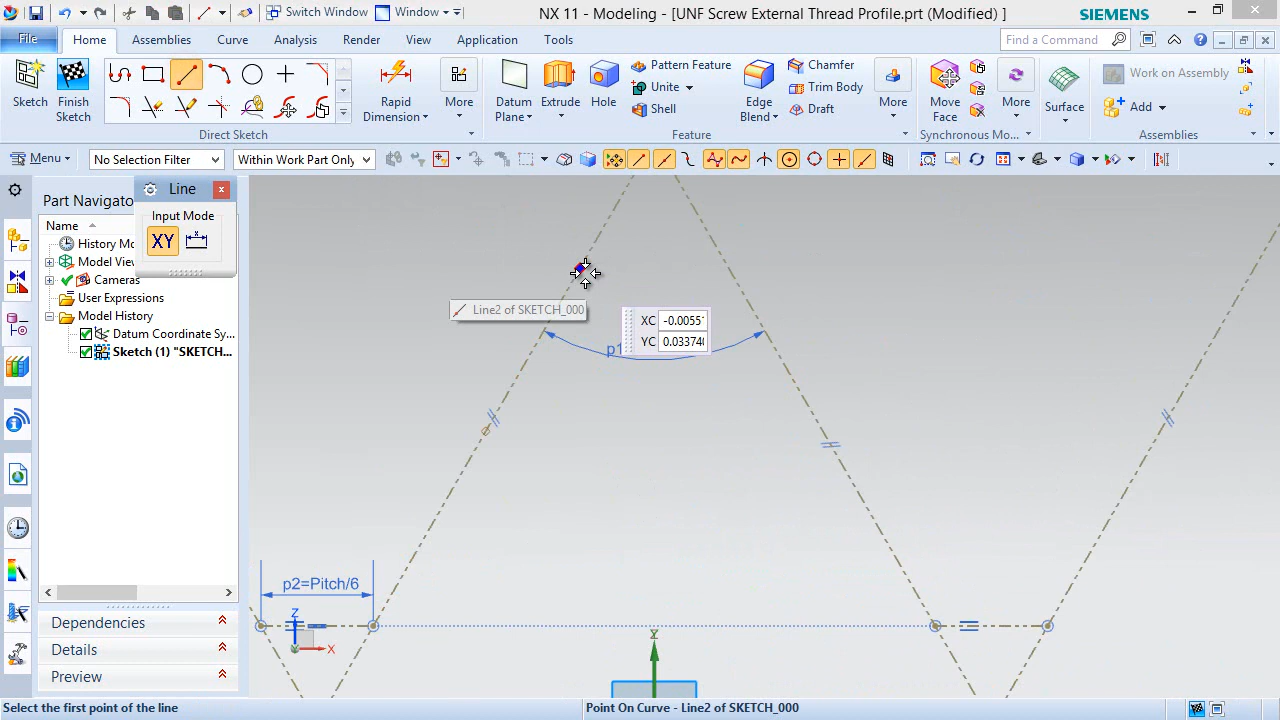 Switch Window
Window
NX 11 - Modeling - [UNF Screw External Thread Profile.prt (Modified) ]
SIEMENS
File
Home
Assemblies
Curve
Analysis
Render
View
Application
Tools
Find a Command
Sketch
Finish
Sketch
Rapid
Dimension
More
Direct Sketch
Datum
Plane
Extrude
Hole
Pattern Feature
Unite
Shell
Edge
Blend
Chamfer
Trim Body
Draft
More
Feature
Move
Face
More
Synchronous Mo...
Surface
Work on Assembly
Add
Assemblies
Menu
No Selection Filter
Within Work Part Only
Part Navigato
Line
Input Mode
XY
Name
History Mo
Model View
Cameras
User Expressions
Model History
Datum Coordinate Sy...
Sketch (1) "SKETCH...
Dependencies
Details
Preview
Line2 of SKETCH_000
XC -0.0055
YC 0.03374
p1
p2=Pitch/6
Z
X
Y
Select the first point of the line
Point On Curve - Line2 of SKETCH_000